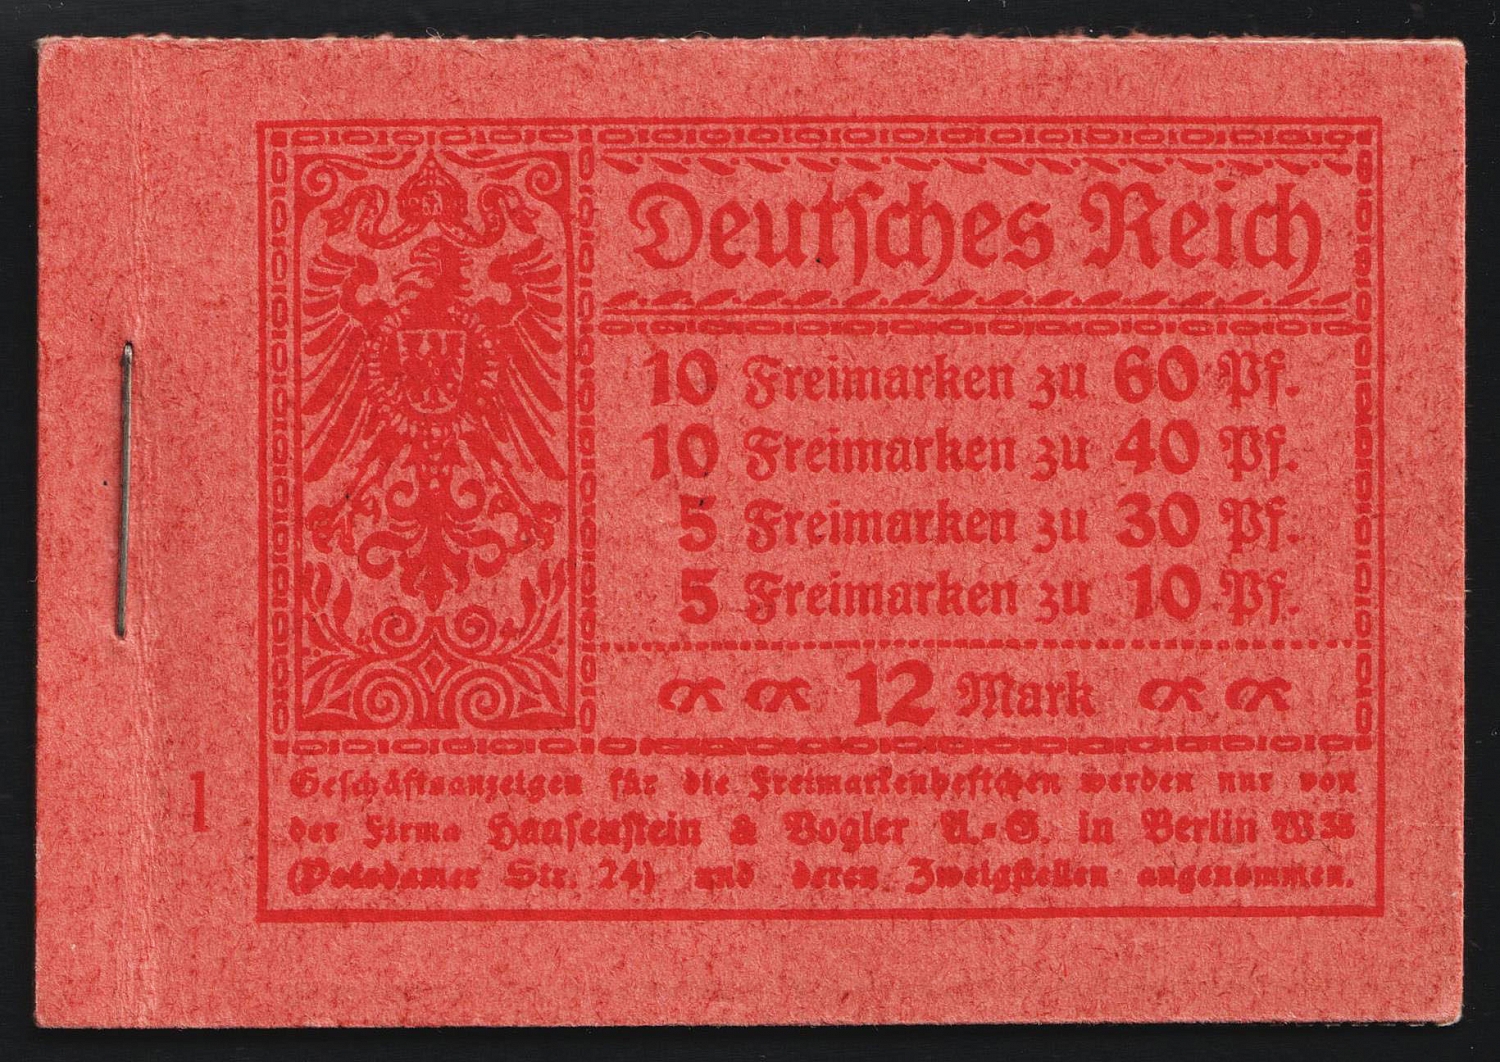 Deutsches Reich
10 Freimarken zu 60 Pf.
10 Freimarken zu 40 Pf.
5 Freimarken zu 30 Pf.
5 Freimarken zu 10 Pf.
12 Mark
1
Geschäftsanzeigen für die Freimarkenheftchen werden nur von
der Firma Haasenstein & Vogler A.=G. in Berlin W 35
(Potsdamer Str. 24) und deren Zweigstellen angenommen.